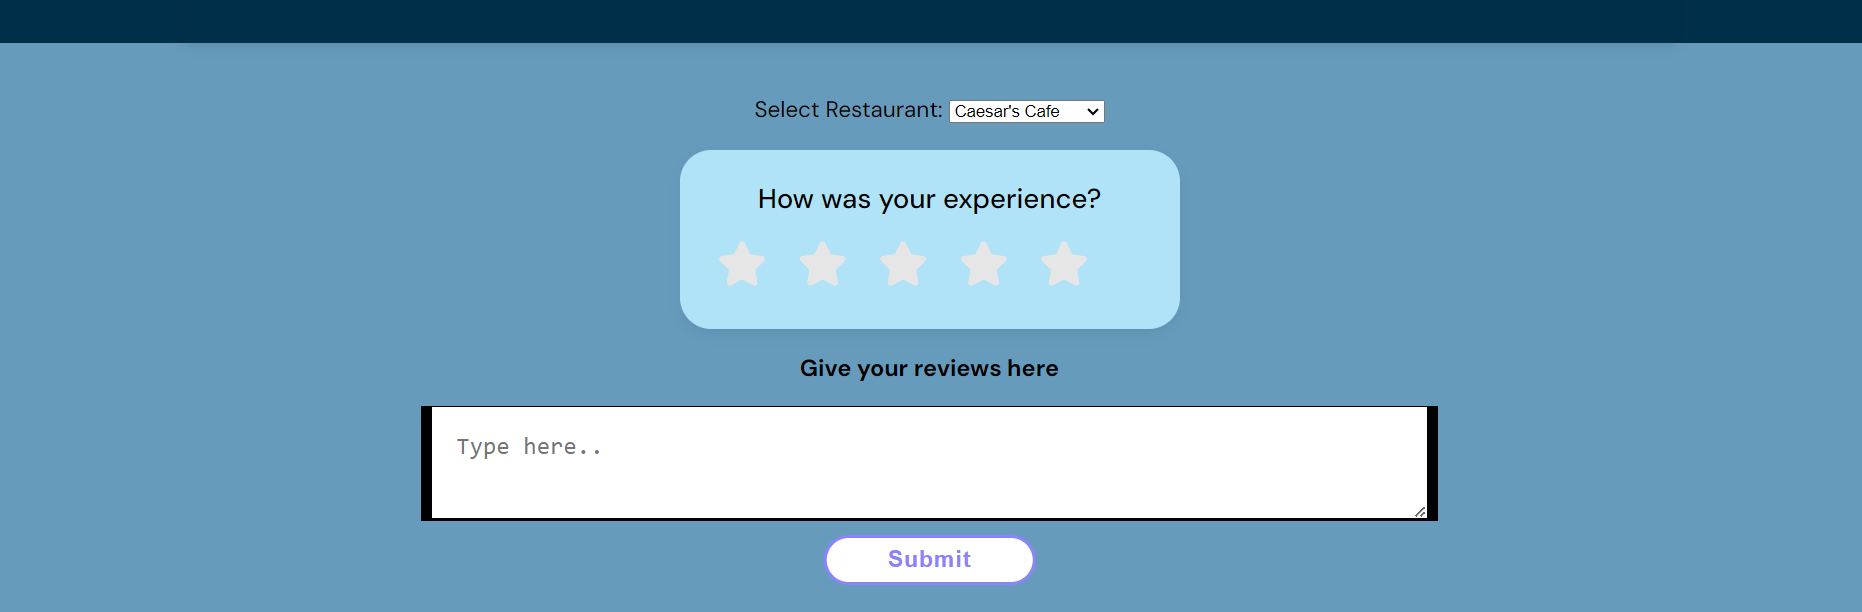 Select Restaurant: Caesar's Cafe
How was your experience?
Give your reviews here
Type here..
Submit